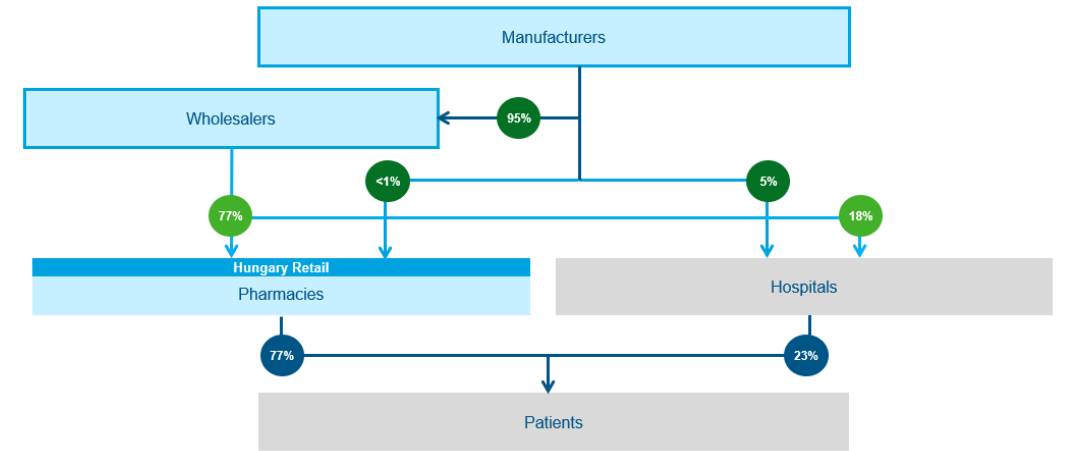 Manufacturers
Wholesalers
95%
<1%
5%
77%
18%
Hungary Retail
Pharmacies
Hospitals
77%
23%
Patients